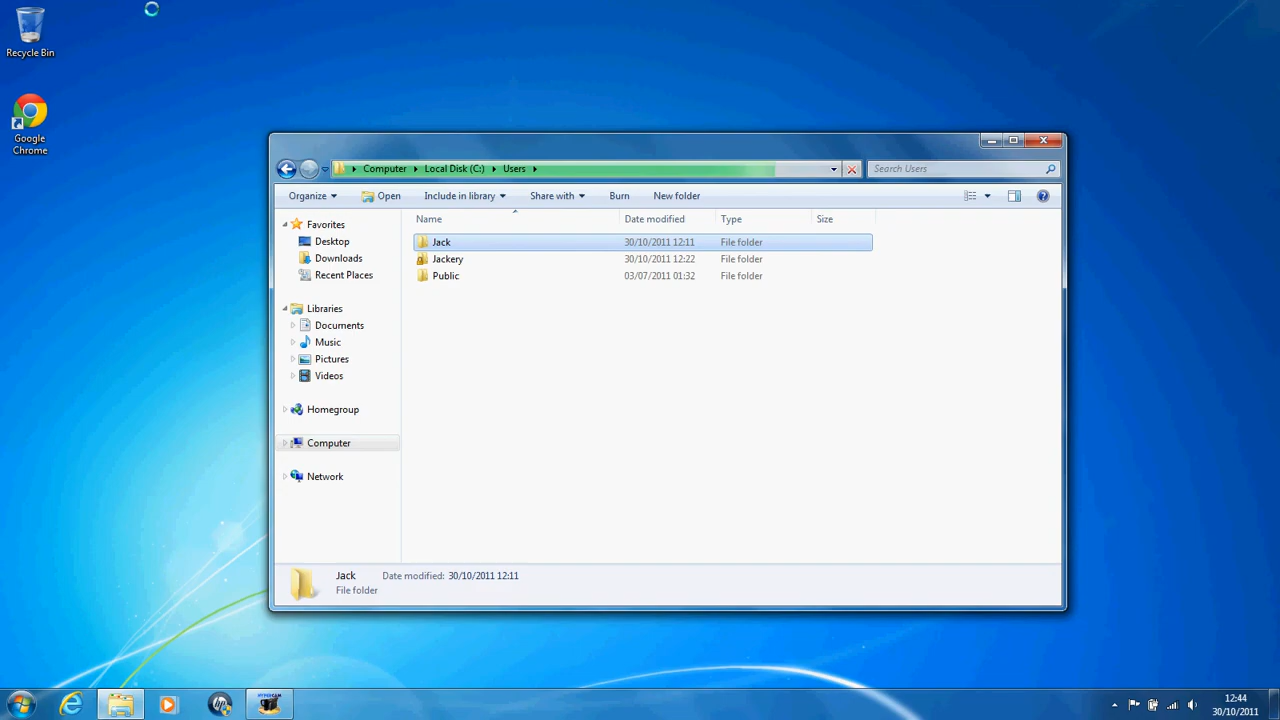 Recycle Bin
Google
Chrome
Computer Local Disk (C:) Users
Search Users
Organize Open Include in library Share with Burn New folder
Name Date modified Type Size
Favorites
Desktop
Downloads
Recent Places
Libraries
Documents
Music
Pictures
Videos
Homegroup
Computer
Network
Jack 30/10/2011 12:11 File folder
Jackery 30/10/2011 12:22 File folder
Public 03/07/2011 01:32 File folder
Jack Date modified: 30/10/2011 12:11
File folder
HYPERCAM
12:44
30/10/2011